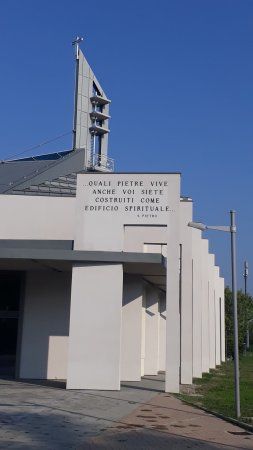 ..QUALI PIETRE VIVE
ANCHE VOI SIETE
COSTRUITI COME
EDIFICIO SPIRITUALE..
S. PIETRO